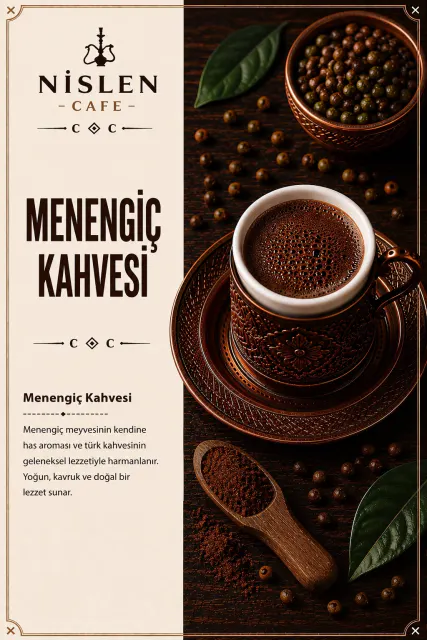 NİSLEN
- CAFE -
C C
MENENGİÇ
KAHVESİ
C C
Menengiç Kahvesi
Menengiç meyvesinin kendine
has aroması ve türk kahvesinin
geleneksel lezzetiyle harmanlanır.
Yoğun, kavruk ve doğal bir
lezzet sunar.